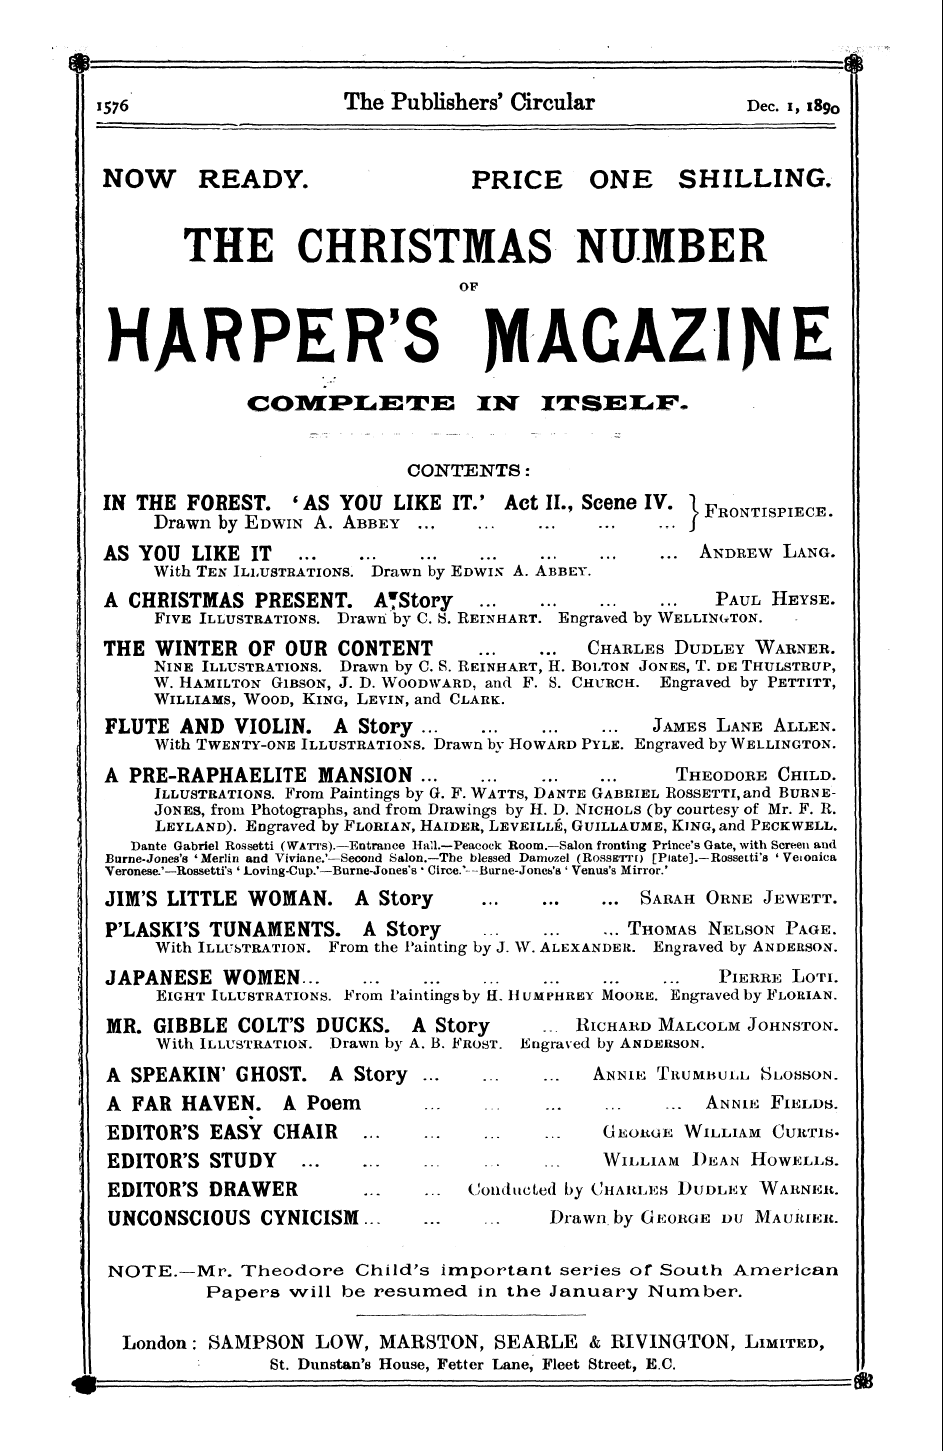 1576 The Publishers' Circular Dec. 1, 1890
NOW READY. PRICE ONE SHILLING.
THE CHRISTMAS NUMBER
OF
HARPER'S MAGAZINE
COMPLETE IN ITSELF.
CONTENTS:
IN THE FOREST. 'AS YOU LIKE IT.' Act II., Scene IV. } FRONTISPIECE.
Drawn by EDWIN A. ABBEY ... ... ... ... ...
AS YOU LIKE IT ... ... ... ... ... ... ... ANDREW LANG.
With TEN ILLUSTRATIONS. Drawn by EDWIN A. ABBEY.
A CHRISTMAS PRESENT. A Story ... ... ... ... PAUL HEYSE.
FIVE ILLUSTRATIONS. Drawn by C. S. REINHART. Engraved by WELLINGTON.
THE WINTER OF OUR CONTENT ... ... CHARLES DUDLEY WARNER.
NINE ILLUSTRATIONS. Drawn by C. S. REINHART, H. BOLTON JONES, T. DE THULSTRUP,
W. HAMILTON GIBSON, J. D. WOODWARD, and F. S. CHURCH. Engraved by PETTITT,
WILLIAMS, WOOD, KING, LEVIN, and CLARK.
FLUTE AND VIOLIN. A Story ... ... ... ... JAMES LANE ALLEN.
With TWENTY-ONE ILLUSTRATIONS. Drawn by HOWARD PYLE. Engraved by WELLINGTON.
A PRE-RAPHAELITE MANSION ... ... ... ... THEODORE CHILD.
ILLUSTRATIONS. From Paintings by G. F. WATTS, DANTE GABRIEL ROSSETTI, and BURNE-
JONES, from Photographs, and from Drawings by H. D. NICHOLS (by courtesy of Mr. F. R.
LEYLAND). Engraved by FLORIAN, HAIDER, LEVEILLÉ, GUILLAUME, KING, and PECKWELL.
Dante Gabriel Rossetti (WATTS).—Entrance Hall.—Peacock Room.—Salon fronting Prince's Gate, with Screen and
Burne-Jones's 'Merlin and Viviane.'—Second Salon.—The blessed Damozel (ROSSETTI) [Plate].—Rossetti's 'Veronica
Veronese.'—Rossetti's 'Loving-Cup.'—Burne-Jones's 'Circe.'—Burne-Jones's 'Venus's Mirror.'
JIM'S LITTLE WOMAN. A Story ... ... ... SARAH ORNE JEWETT.
P'LASKI'S TUNAMENTS. A Story ... ... ... THOMAS NELSON PAGE.
With ILLUSTRATION. From the Painting by J. W. ALEXANDER. Engraved by ANDERSON.
JAPANESE WOMEN... ... ... ... ... ... ... PIERRE LOTI.
EIGHT ILLUSTRATIONS. From Paintings by H. HUMPHREY MOORE. Engraved by FLORIAN.
MR. GIBBLE COLT'S DUCKS. A Story ... RICHARD MALCOLM JOHNSTON.
With ILLUSTRATION. Drawn by A. B. FROST. Engraved by ANDERSON.
A SPEAKIN' GHOST. A Story ... ... ... ANNIE TRUMBULL SLOSSON.
A FAR HAVEN. A Poem ... ... ... ... ... ANNIE FIELDS.
EDITOR'S EASY CHAIR ... ... ... ... GEORGE WILLIAM CURTIS.
EDITOR'S STUDY ... ... ... ... ... WILLIAM DEAN HOWELLS.
EDITOR'S DRAWER ... ... Conducted by CHARLES DUDLEY WARNER.
UNCONSCIOUS CYNICISM ... ... ... Drawn by GEORGE DU MAURIER.
NOTE.—Mr. Theodore Child's important series of South American
Papers will be resumed in the January Number.
London: SAMPSON LOW, MARSTON, SEARLE & RIVINGTON, LIMITED,
St. Dunstan's House, Fetter Lane, Fleet Street, E.C.